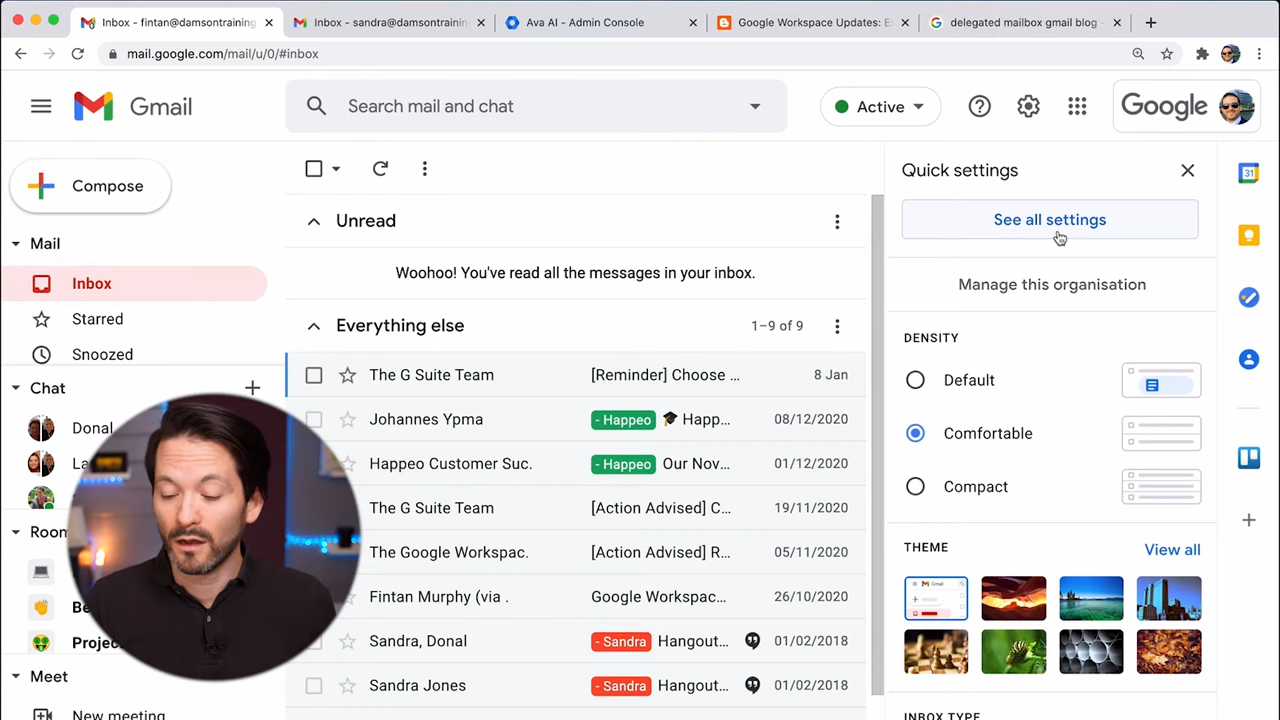 Inbox - fintan@damsontraining
Inbox - sandra@damsontrainin
Ava AI - Admin Console
Google Workspace Updates: E
delegated mailbox gmail blog -
mail.google.com/mail/u/0/#inbox
Gmail
Search mail and chat
Active
Google
Compose
Quick settings
See all settings
Mail
Unread
Woohoo! You've read all the messages in your inbox.
Inbox
Manage this organisation
Starred
Everything else
1–9 of 9
DENSITY
Snoozed
Chat
The G Suite Team [Reminder] Choose ... 8 Jan
Default
Donal
Johannes Ypma - Happeo Happ... 08/12/2020
Comfortable
La
Happeo Customer Suc. - Happeo Our Nov... 01/12/2020
Compact
The G Suite Team [Action Advised] C... 19/11/2020
Room
The Google Workspac. [Action Advised] R... 05/11/2020
THEME
View all
Be
Fintan Murphy (via . Google Workspac... 26/10/2020
Projec
Sandra, Donal - Sandra Hangout... 01/02/2018
Meet
Sandra Jones - Sandra Hangout... 01/02/2018
New meeting
INBOX TYPE
31
Gmail